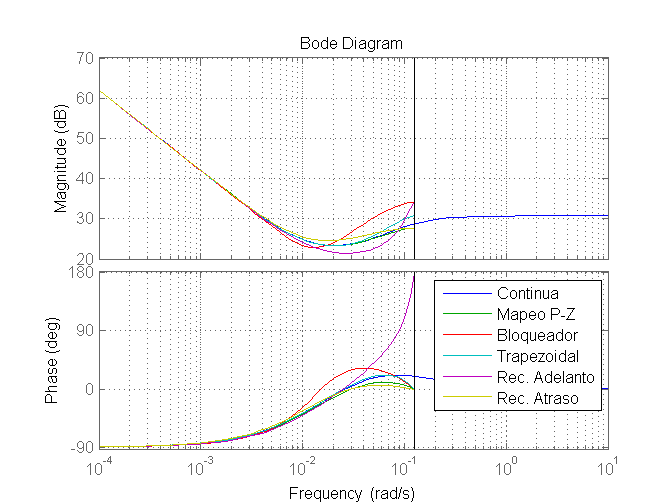 Bode Diagram
Magnitude (dB)
70
60
50
40
30
20
Phase (deg)
180
90
0
-90
Continua
Mapeo P-Z
Bloqueador
Trapezoidal
Rec. Adelanto
Rec. Atraso
10^-4 10^-3 10^-2 10^-1 10^0 10^1
Frequency (rad/s)